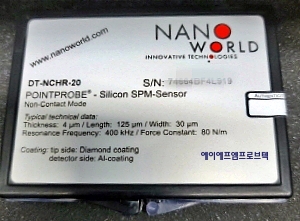 NANO
WORLD
INNOVATIVE TECHNOLOGIES
www.nanoworld.com
DT-NCHR-20
S/N:
POINTPROBE® - Silicon SPM-Sensor
Non-Contact Mode
Typical technical data:
Thickness: 4 µm / Length: 125 µm / Width: 30 µm
Resonance Frequency: 400 kHz / Force Constant: 80 N/m
Coating: tip side: Diamond coating
detector side: Al-coating
에이에프엠프로브텍